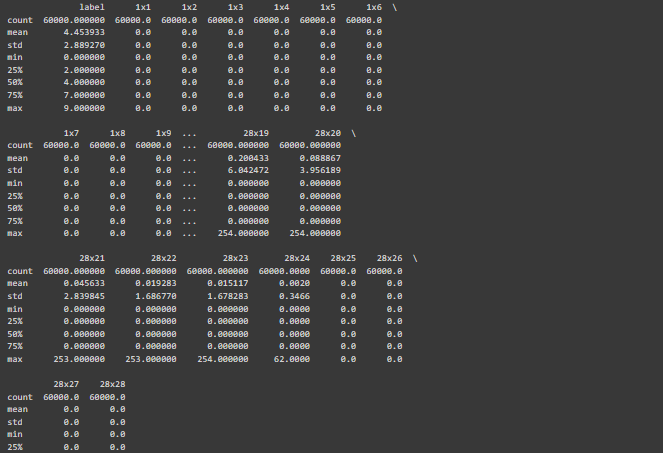 label 1x1 1x2 1x3 1x4 1x5 1x6 \
count 60000.000000 60000.0 60000.0 60000.0 60000.0 60000.0 60000.0
mean 4.453933 0.0 0.0 0.0 0.0 0.0 0.0
std 2.889270 0.0 0.0 0.0 0.0 0.0 0.0
min 0.000000 0.0 0.0 0.0 0.0 0.0 0.0
25% 2.000000 0.0 0.0 0.0 0.0 0.0 0.0
50% 4.000000 0.0 0.0 0.0 0.0 0.0 0.0
75% 7.000000 0.0 0.0 0.0 0.0 0.0 0.0
max 9.000000 0.0 0.0 0.0 0.0 0.0 0.0
1x7 1x8 1x9 ... 28x19 28x20 \
count 60000.0 60000.0 60000.0 ... 60000.000000 60000.000000
mean 0.0 0.0 0.0 ... 0.200433 0.088867
std 0.0 0.0 0.0 ... 6.042472 3.956189
min 0.0 0.0 0.0 ... 0.000000 0.000000
25% 0.0 0.0 0.0 ... 0.000000 0.000000
50% 0.0 0.0 0.0 ... 0.000000 0.000000
75% 0.0 0.0 0.0 ... 0.000000 0.000000
max 0.0 0.0 0.0 ... 254.000000 254.000000
28x21 28x22 28x23 28x24 28x25 28x26 \
count 60000.000000 60000.000000 60000.000000 60000.0000 60000.0 60000.0
mean 0.045633 0.019283 0.015117 0.0020 0.0 0.0
std 2.839845 1.686770 1.678283 0.3466 0.0 0.0
min 0.000000 0.000000 0.000000 0.0000 0.0 0.0
25% 0.000000 0.000000 0.000000 0.0000 0.0 0.0
50% 0.000000 0.000000 0.000000 0.0000 0.0 0.0
75% 0.000000 0.000000 0.000000 0.0000 0.0 0.0
max 253.000000 253.000000 254.000000 62.0000 0.0 0.0
28x27 28x28
count 60000.0 60000.0
mean 0.0 0.0
std 0.0 0.0
min 0.0 0.0
25% 0.0 0.0